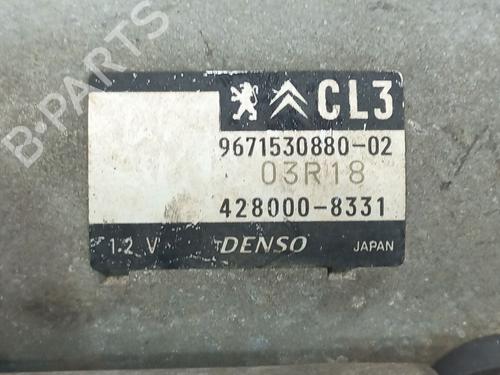 B-PARTS
CL3
9671530880-02
03R18
428000-8331
12 V DENSO JAPAN